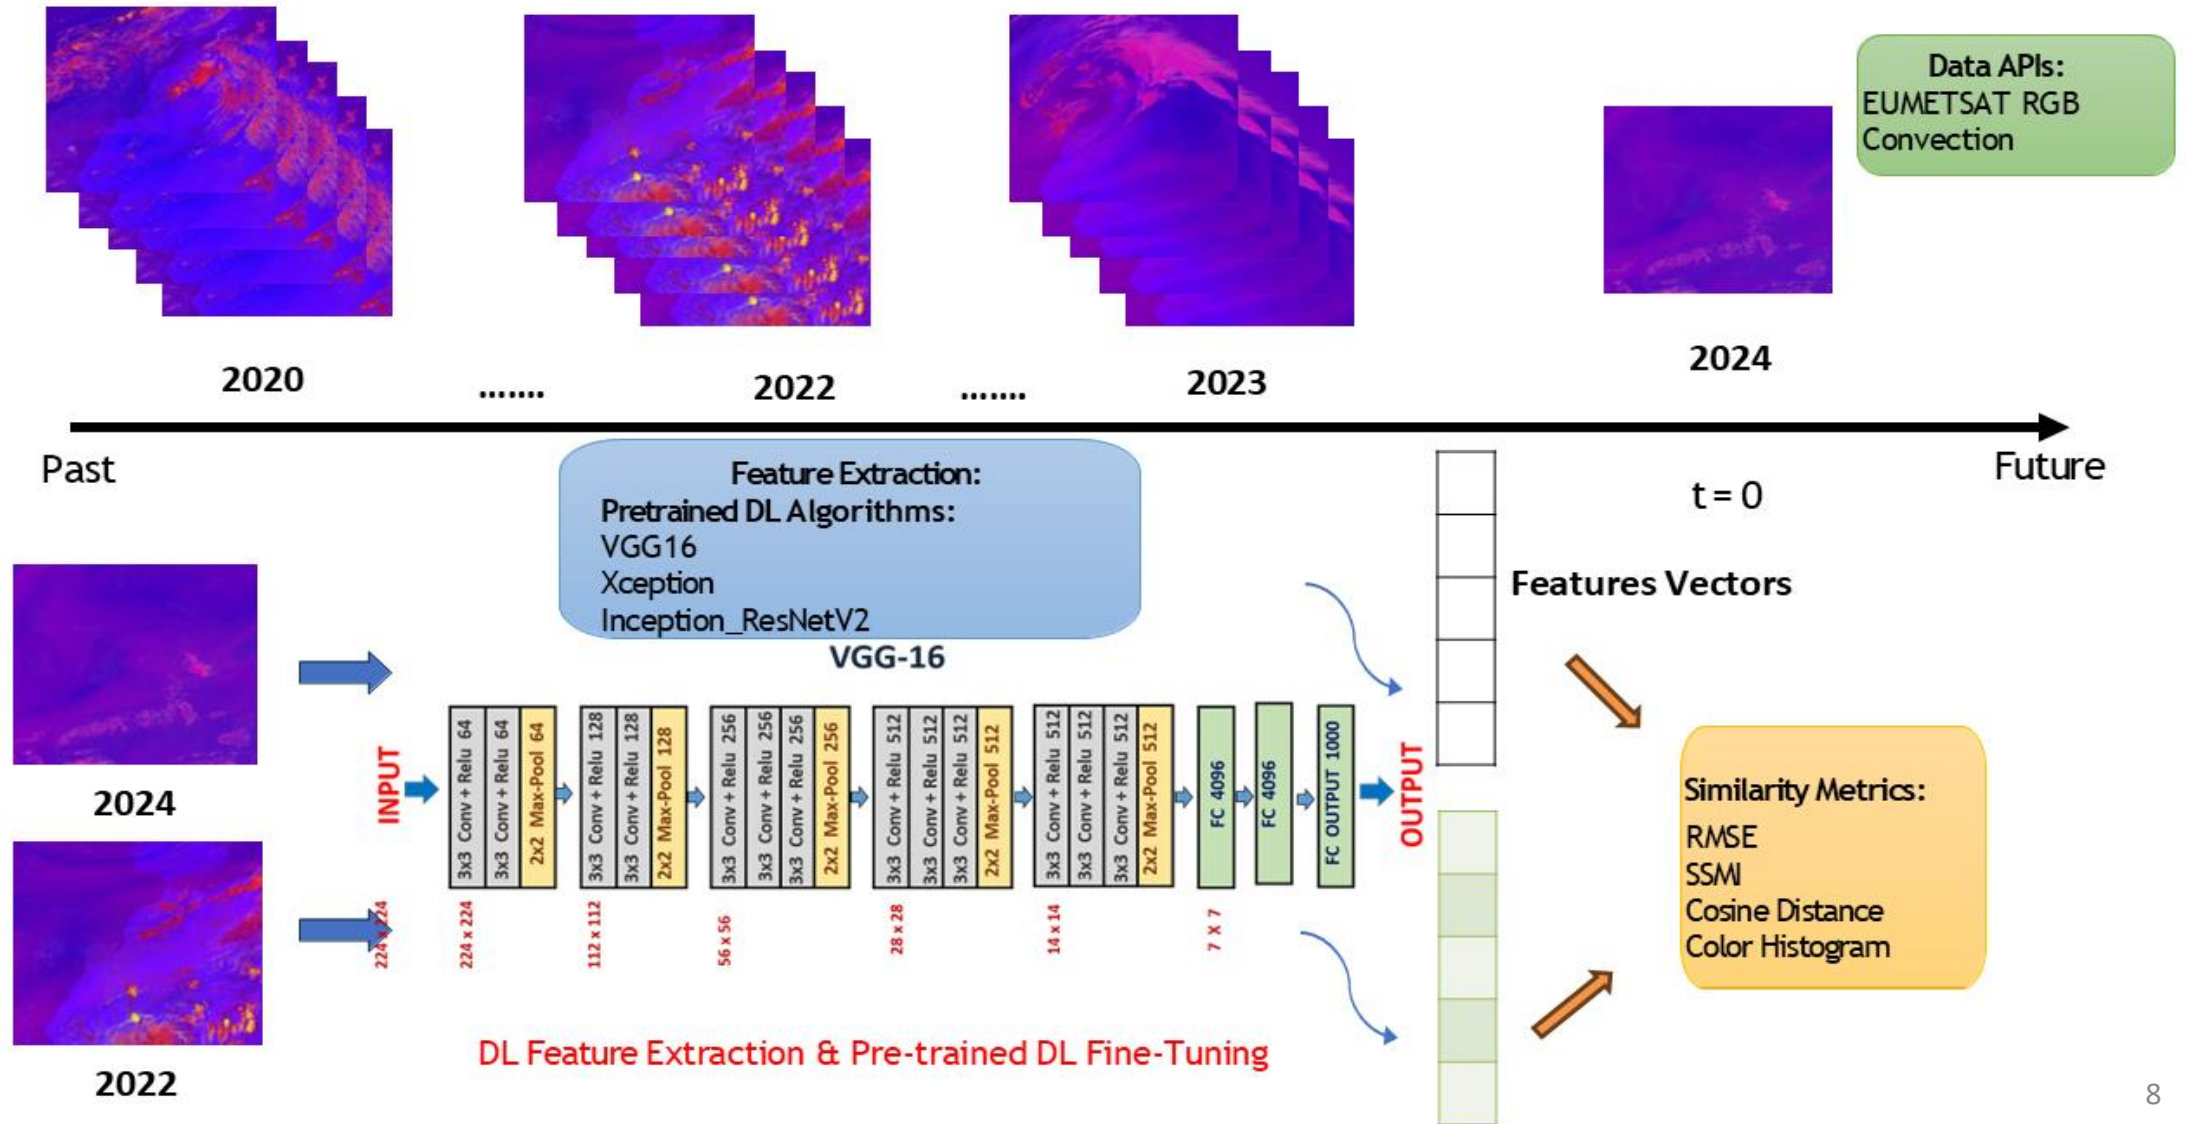 Data APIs:
EUMETSAT RGB
Convection
2020
.......
2022
.......
2023
2024
Past
Future
t = 0
Feature Extraction:
Pretrained DL Algorithms:
VGG16
Xception
Inception_ResNetV2
VGG-16
Features Vectors
2024
2022
INPUT
224 x 224
3x3 Conv + Relu 64
3x3 Conv + Relu 64
2x2 Max-Pool 64
224 x 224
3x3 Conv + Relu 128
3x3 Conv + Relu 128
2x2 Max-Pool 128
112 x 112
3x3 Conv + Relu 256
3x3 Conv + Relu 256
3x3 Conv + Relu 256
2x2 Max-Pool 256
56 x 56
3x3 Conv + Relu 512
3x3 Conv + Relu 512
3x3 Conv + Relu 512
2x2 Max-Pool 512
28 x 28
3x3 Conv + Relu 512
3x3 Conv + Relu 512
3x3 Conv + Relu 512
2x2 Max-Pool 512
14 x 14
FC 4096
7 X 7
FC 4096
FC OUTPUT 1000
OUTPUT
Similarity Metrics:
RMSE
SSMI
Cosine Distance
Color Histogram
DL Feature Extraction & Pre-trained DL Fine-Tuning
8